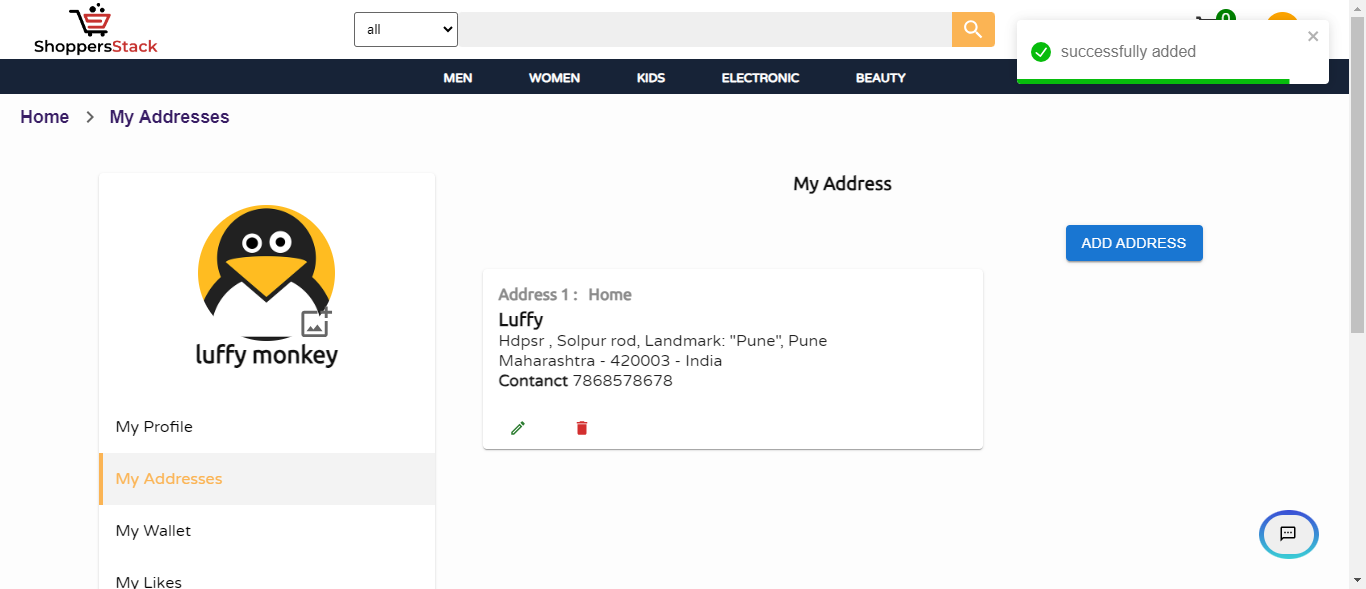 ShoppersStack
all
0
successfully added
MEN WOMEN KIDS ELECTRONIC BEAUTY
Home > My Addresses
My Address
ADD ADDRESS
luffy monkey
My Profile
My Addresses
My Wallet
My Likes
Address 1 : Home
Luffy
Hdpsr , Solpur rod, Landmark: "Pune", Pune
Maharashtra - 420003 - India
Contanct 7868578678